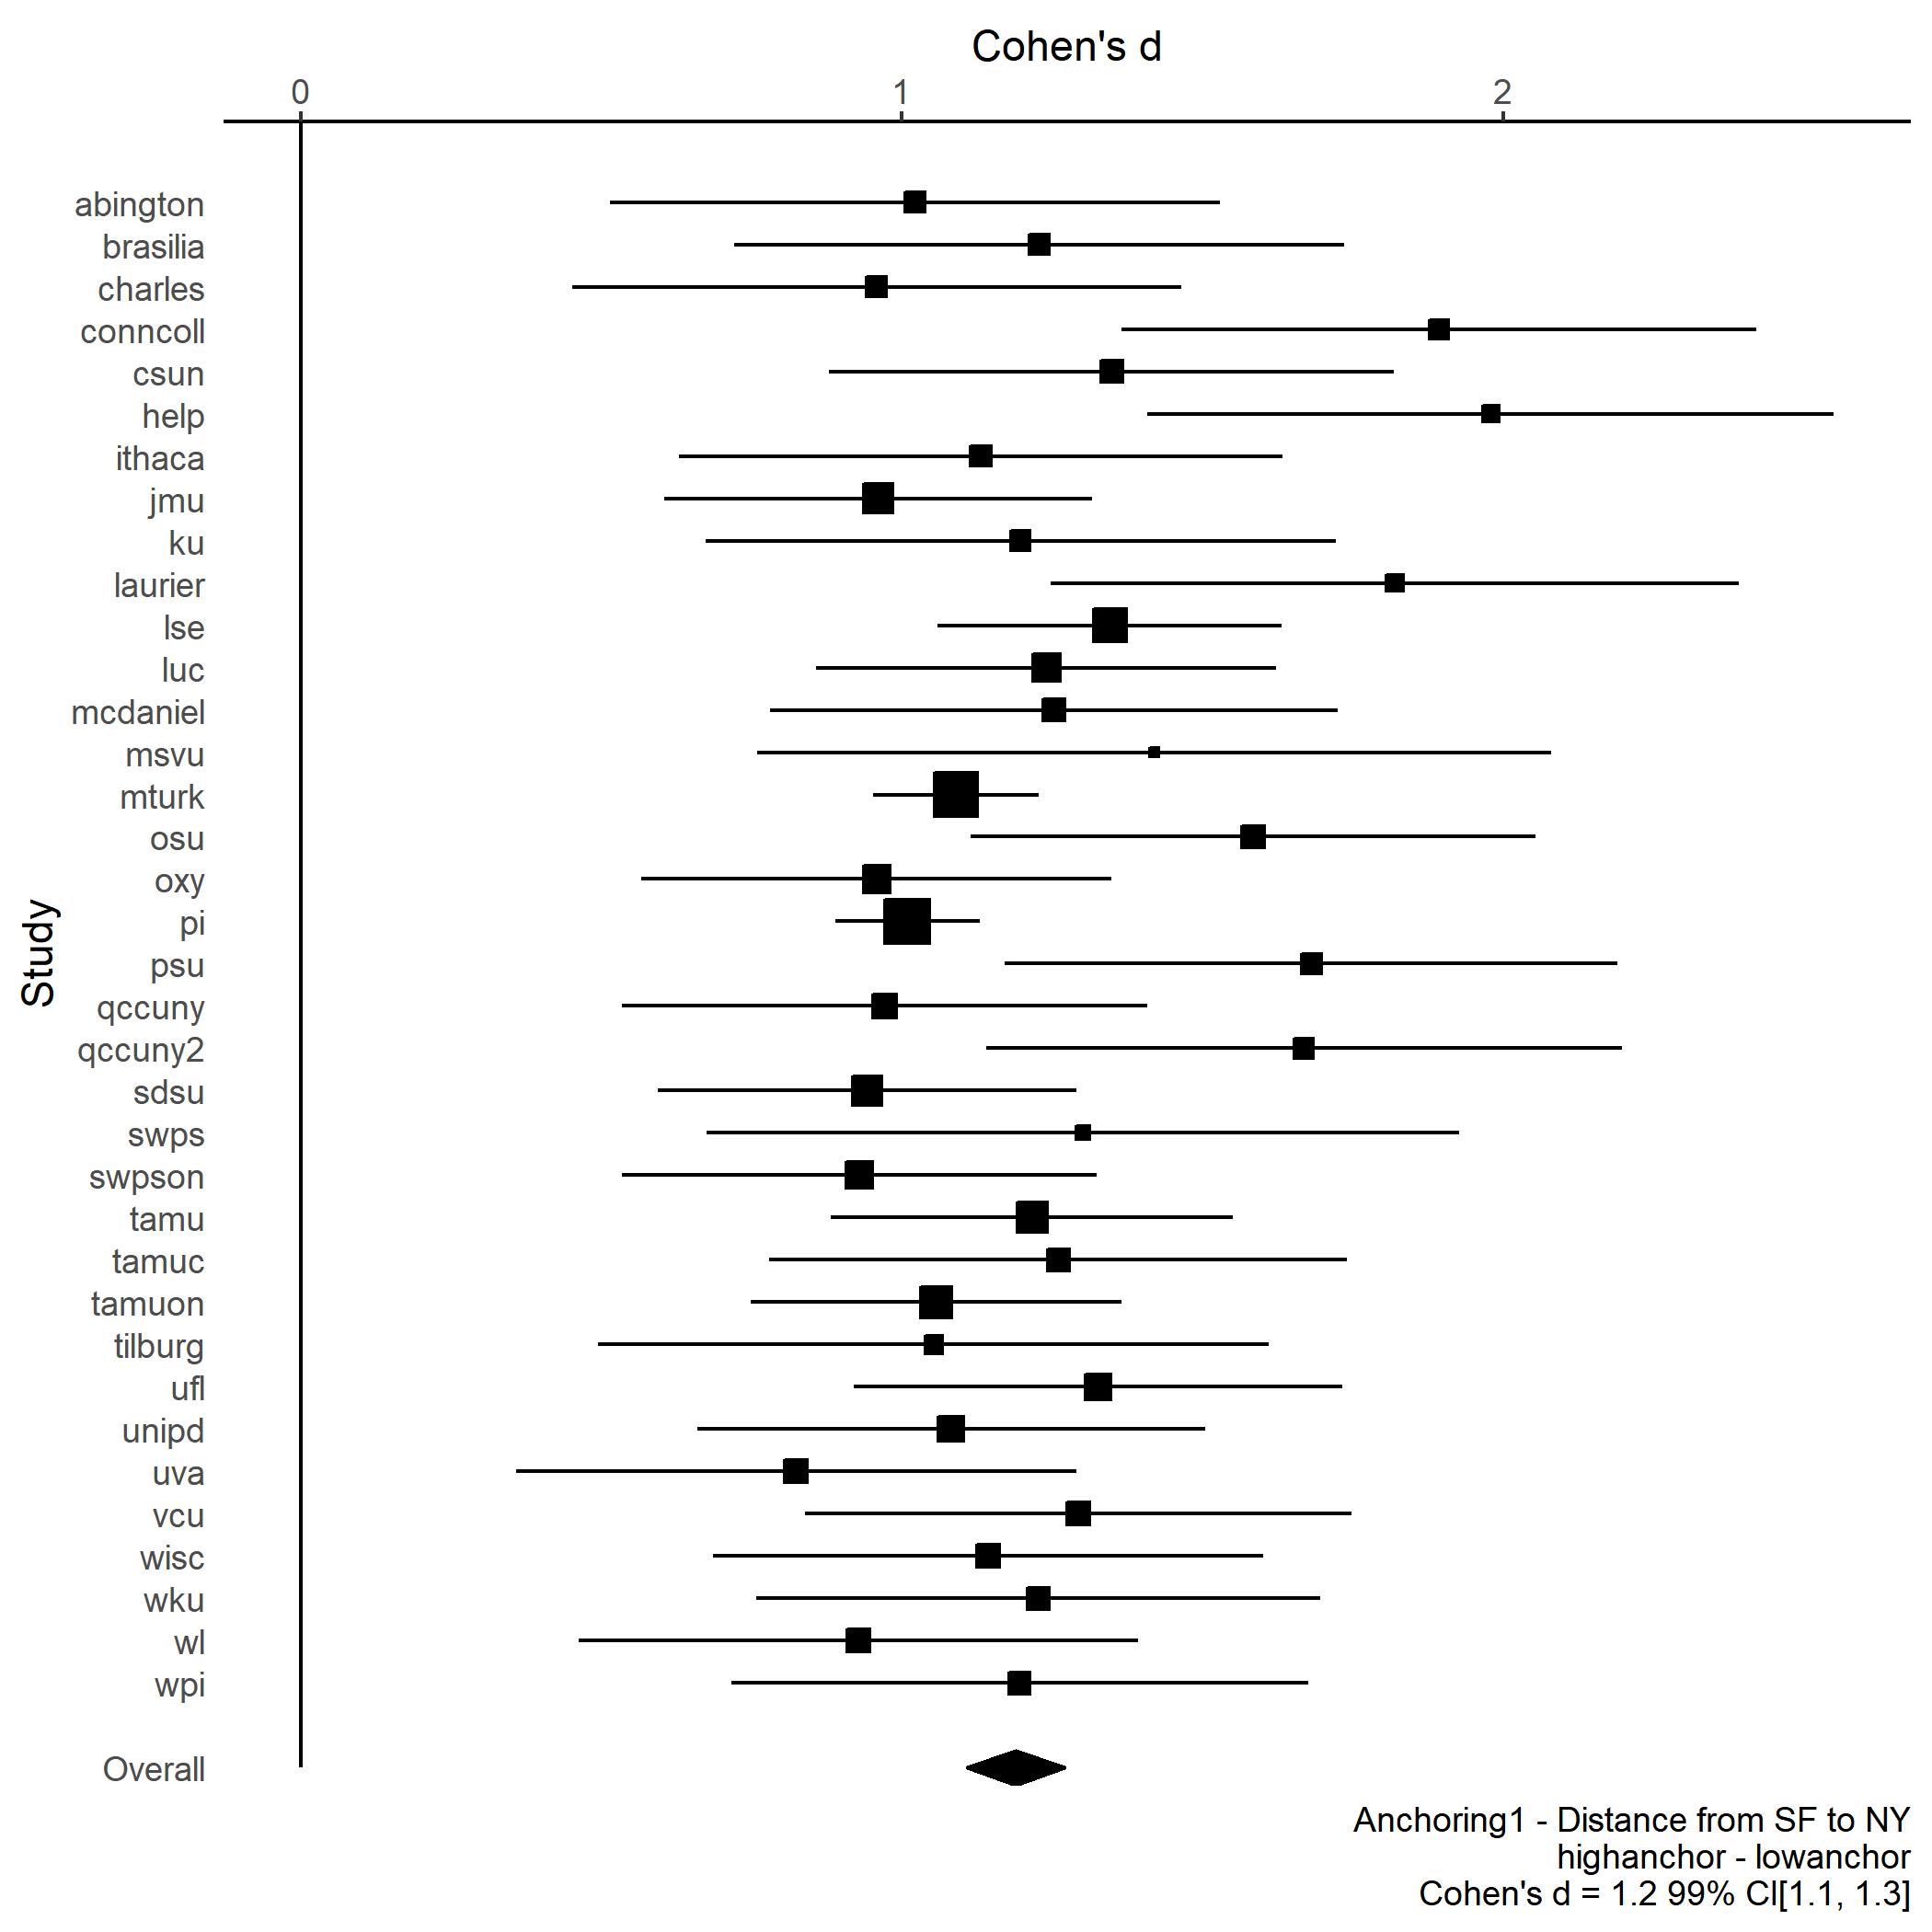 Cohen's d
0 1 2
abington
brasilia
charles
conncoll
csun
help
ithaca
jmu
ku
laurier
lse
luc
mcdaniel
msvu
mturk
osu
oxy
pi
psu
qccuny
qccuny2
sdsu
swps
swpson
tamu
tamuc
tamuon
tilburg
ufl
unipd
uva
vcu
wisc
wku
wl
wpi
Overall
Study
Anchoring1 - Distance from SF to NY
highanchor - lowanchor
Cohen's d = 1.2 99% CI[1.1, 1.3]